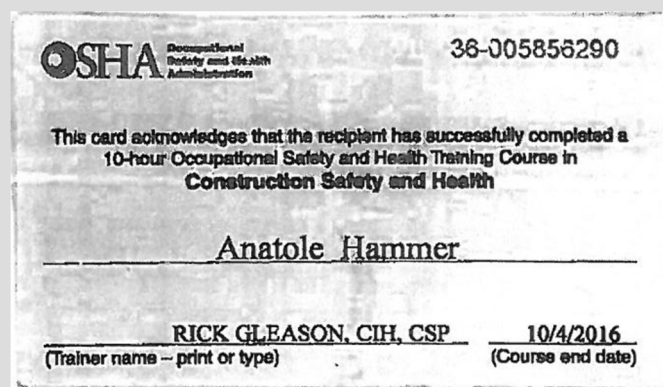 OSHA
Occupational
Safety and Health
Administration
36-005856290
This card acknowledges that the recipient has successfully completed a
10-hour Occupational Safety and Health Training Course in
Construction Safety and Health
Anatole Hammer
RICK GLEASON, CIH, CSP 10/4/2016
(Trainer name – print or type) (Course end date)